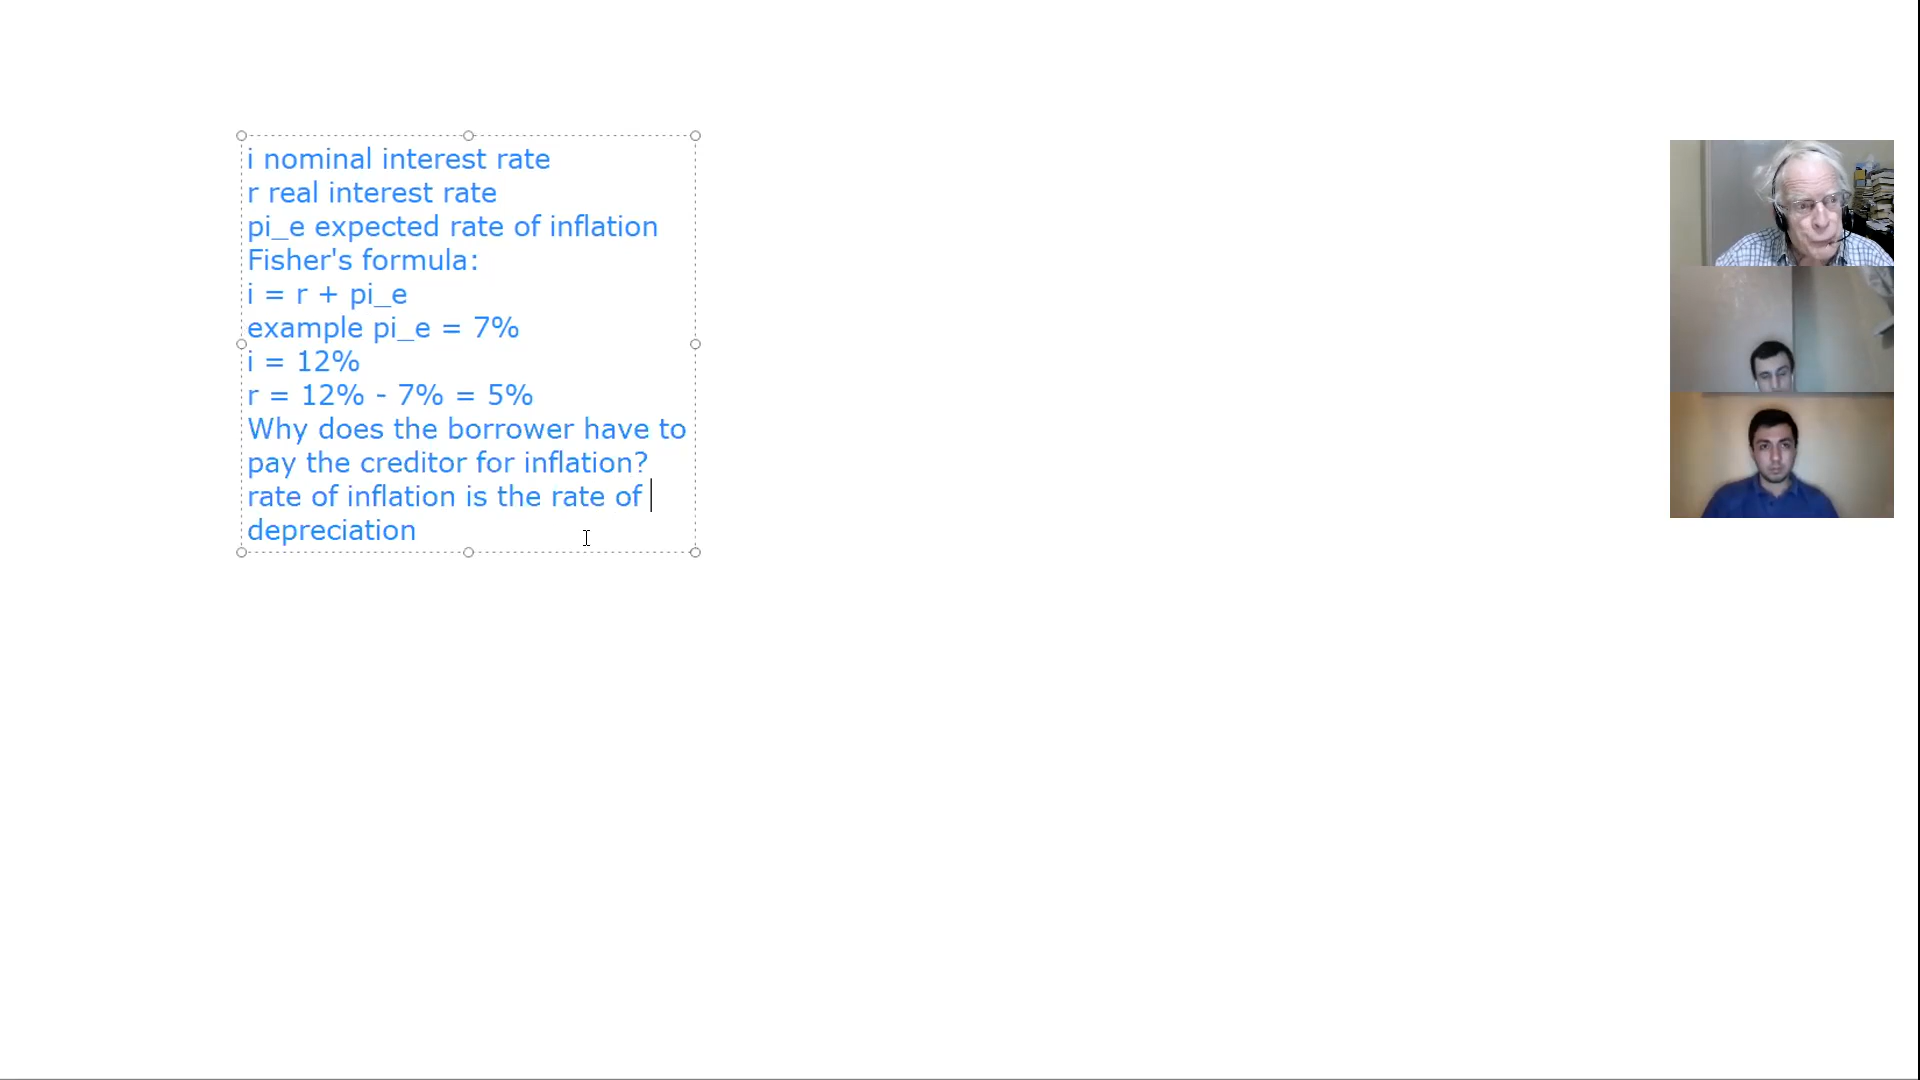 i nominal interest rate
r real interest rate
pi_e expected rate of inflation
Fisher's formula:
i = r + pi_e
example pi_e = 7%
i = 12%
r = 12% - 7% = 5%
Why does the borrower have to
pay the creditor for inflation?
rate of inflation is the rate of
depreciation